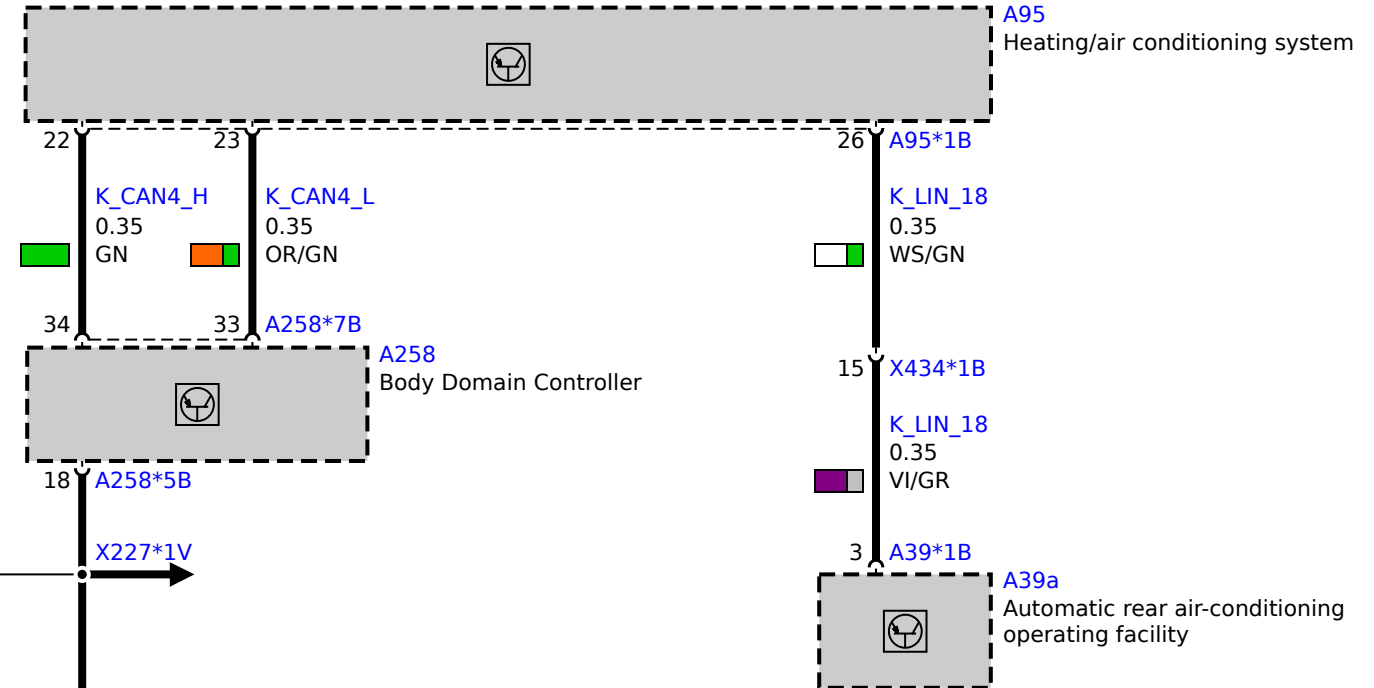 A95
Heating/air conditioning system
22
23
26
A95*1B
K_CAN4_H
0.35
GN
K_CAN4_L
0.35
OR/GN
K_LIN_18
0.35
WS/GN
34
33
A258*7B
A258
Body Domain Controller
15
X434*1B
K_LIN_18
0.35
VI/GR
18
A258*5B
X227*1V
3
A39*1B
A39a
Automatic rear air-conditioning
operating facility